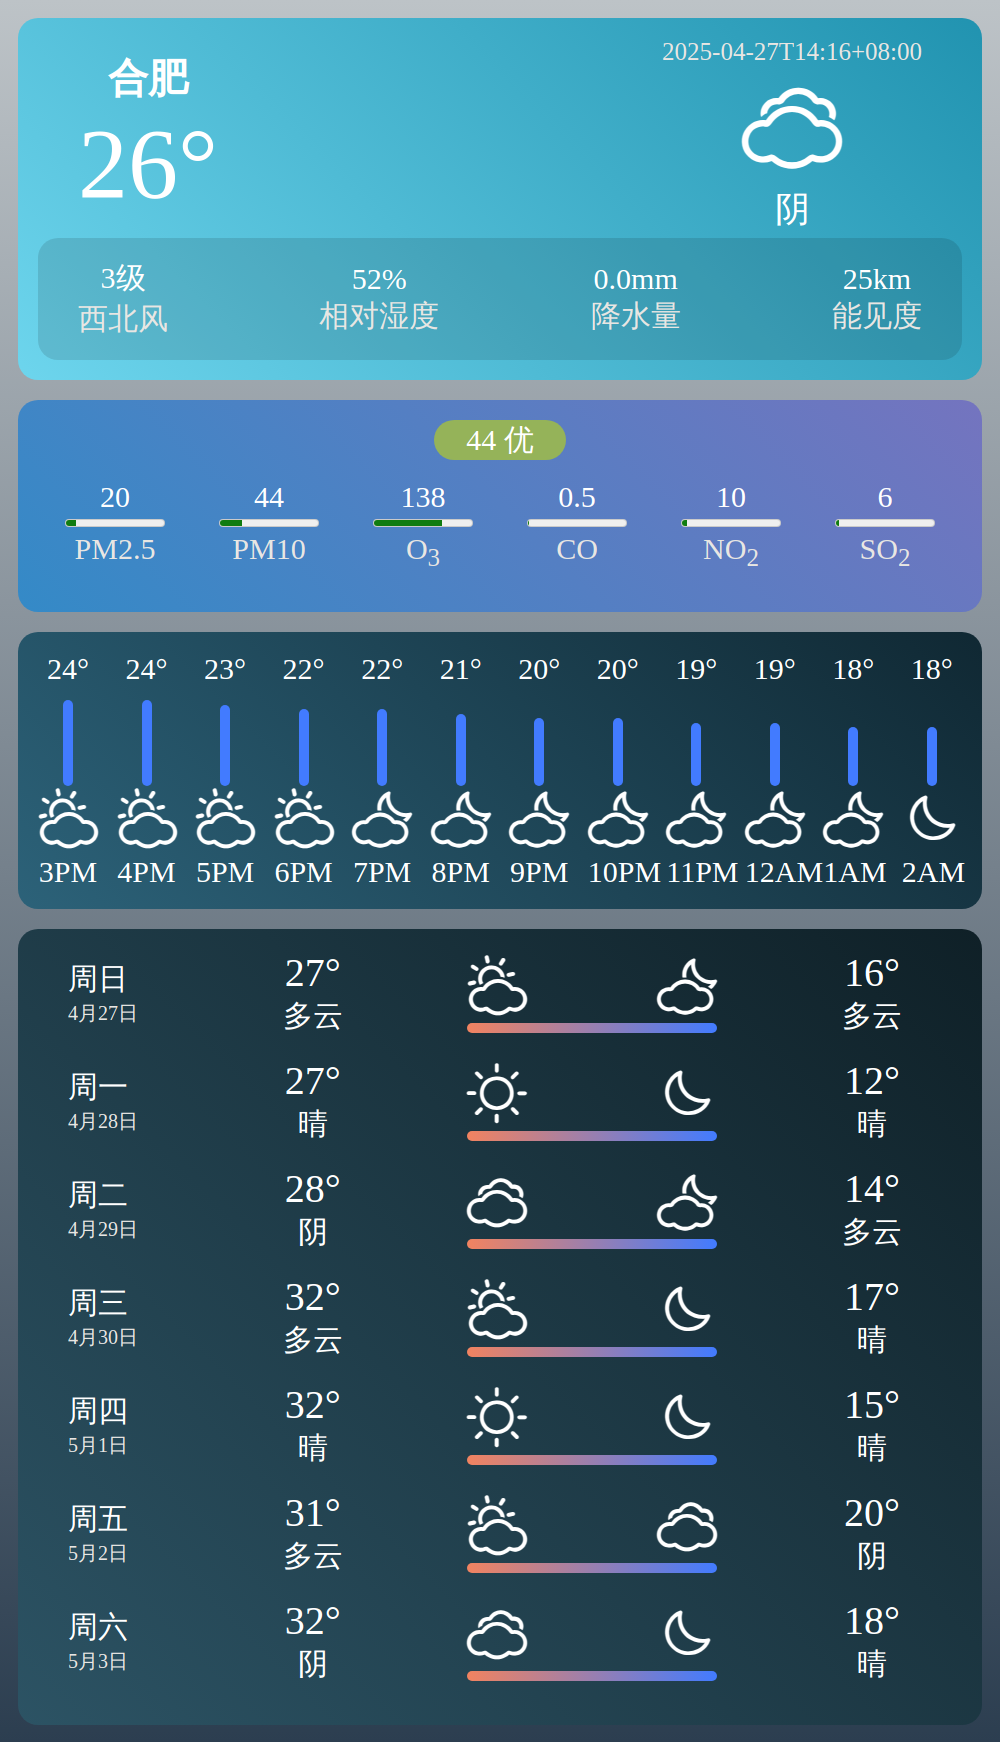 合肥
26°
2025-04-27T14:16+08:00
阴
3级 52% 0.0mm 25km
西北风 相对湿度 降水量 能见度
44 优
20 44 138 0.5 10 6
PM2.5 PM10 O3 CO NO2 SO2
24° 24° 23° 22° 22° 21° 20° 20° 19° 19° 18° 18°
3PM 4PM 5PM 6PM 7PM 8PM 9PM 10PM 11PM 12AM 1AM 2AM
周日 27° 16°
4月27日 多云 多云
周一 27° 12°
4月28日 晴 晴
周二 28° 14°
4月29日 阴 多云
周三 32° 17°
4月30日 多云 晴
周四 32° 15°
5月1日 晴 晴
周五 31° 20°
5月2日 多云 阴
周六 32° 18°
5月3日 阴 晴